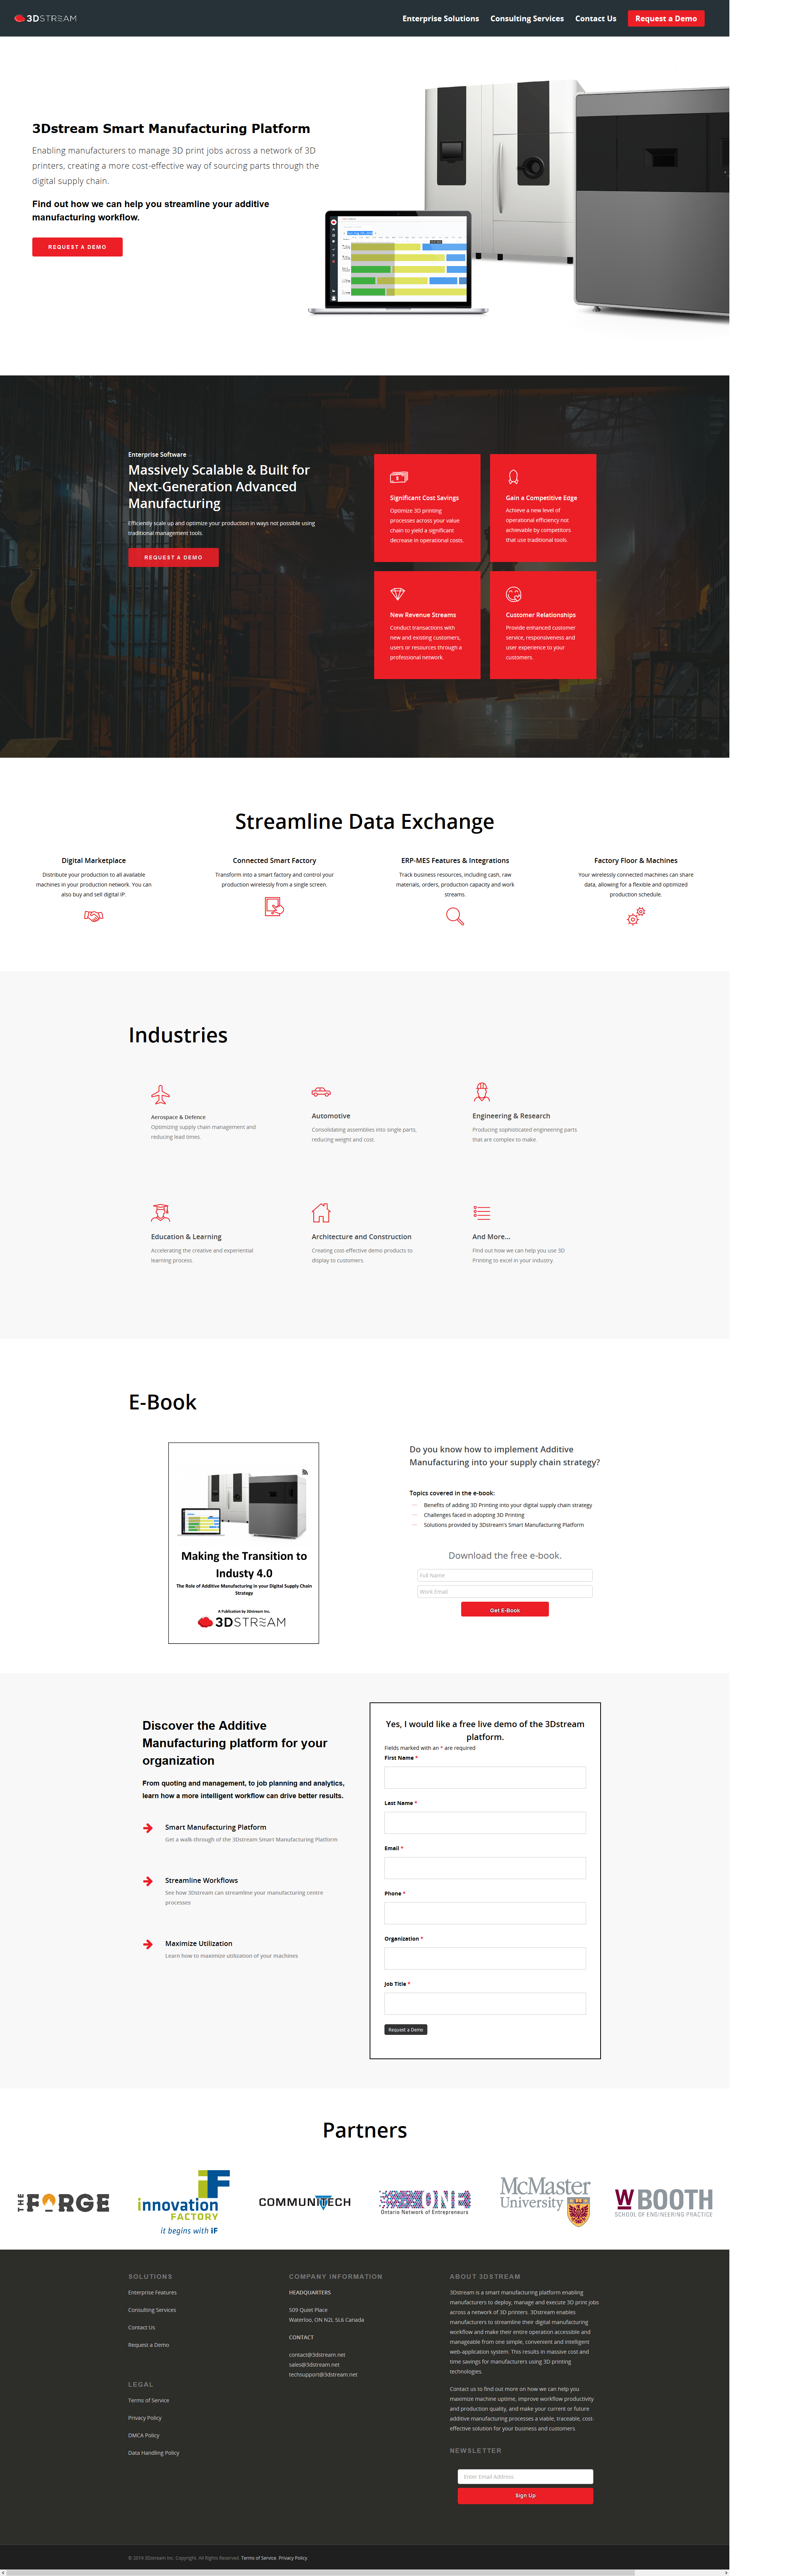 3DSTREAM
Enterprise Solutions Consulting Services Contact Us Request a Demo
3Dstream Smart Manufacturing Platform
Enabling manufacturers to manage 3D print jobs across a network of 3D
printers, creating a more cost-effective way of sourcing parts through the
digital supply chain.
Find out how we can help you streamline your additive
manufacturing workflow.
REQUEST A DEMO
Enterprise Software
Massively Scalable & Built for
Next-Generation Advanced
Manufacturing
Efficiently scale up and optimize your production in ways not possible using
traditional management tools.
REQUEST A DEMO
Significant Cost Savings
Optimize 3D printing
processes across your value
chain to yield a significant
decrease in operational costs.
Gain a Competitive Edge
Achieve a new level of
operational efficiency not
achievable by competitors
that use traditional tools.
New Revenue Streams
Conduct transactions with
new and existing customers,
users or resources through a
professional network.
Customer Relationships
Provide enhanced customer
service, responsiveness and
user experience to your
customers.
Streamline Data Exchange
Digital Marketplace
Distribute your production to all available
machines in your production network. You can
also buy and sell digital IP.
Connected Smart Factory
Transform into a smart factory and control your
production wirelessly from a single screen.
ERP-MES Features & Integrations
Track business resources, including cash, raw
materials, orders, production capacity and work
streams.
Factory Floor & Machines
Your wirelessly connected machines can share
data, allowing for a flexible and optimized
production schedule.
Industries
Aerospace & Defence
Optimizing supply chain management and
reducing lead times.
Automotive
Consolidating assemblies into single parts,
reducing weight and cost.
Engineering & Research
Producing sophisticated engineering parts
that are complex to make.
Education & Learning
Accelerating the creative and experiential
learning process.
Architecture and Construction
Creating cost-effective demo products to
display to customers.
And More...
Find out how we can help you use 3D
Printing to excel in your industry.
E-Book
Making the Transition to
Industy 4.0
The Role of Additive Manufacturing in your Digital Supply Chain
Strategy
A Publication by 3Dstream Inc.
3DSTREAM
Do you know how to implement Additive
Manufacturing into your supply chain strategy?
Topics covered in the e-book:
Benefits of adding 3D Printing into your digital supply chain strategy
Challenges faced in adopting 3D Printing
Solutions provided by 3Dstream's Smart Manufacturing Platform
Download the free e-book.
Full Name
Work Email
Get E-Book
Discover the Additive
Manufacturing platform for your
organization
From quoting and management, to job planning and analytics,
learn how a more intelligent workflow can drive better results.
Smart Manufacturing Platform
Get a walk-through of the 3Dstream Smart Manufacturing Platform
Streamline Workflows
See how 3Dstream can streamline your manufacturing centre
processes
Maximize Utilization
Learn how to maximize utilization of your machines
Yes, I would like a free live demo of the 3Dstream
platform.
Fields marked with an * are required
First Name *
Last Name *
Email *
Phone *
Organization *
Job Title *
Request a Demo
Partners
THE FORGE
iF
innovation
FACTORY
it begins with iF
COMMUNITECH
ONE
Ontario Network of Entrepreneurs
McMaster
University
W BOOTH
SCHOOL OF ENGINEERING PRACTICE
SOLUTIONS
Enterprise Features
Consulting Services
Contact Us
Request a Demo
LEGAL
Terms of Service
Privacy Policy
DMCA Policy
Data Handling Policy
COMPANY INFORMATION
HEADQUARTERS
509 Quiet Place
Waterloo, ON N2L 5L6 Canada
CONTACT
contact@3dstream.net
sales@3dstream.net
techsupport@3dstream.net
ABOUT 3DSTREAM
3Dstream is a smart manufacturing platform enabling
manufacturers to deploy, manage and execute 3D print jobs
across a network of 3D printers. 3Dstream enables
manufacturers to streamline their digital manufacturing
workflow and make their entire operation accessible and
manageable from one simple, convenient and intelligent
web-application system. This results in massive cost and
time savings for manufacturers using 3D printing
technologies.
Contact us to find out more on how we can help you
maximize machine uptime, improve workflow productivity
and production quality, and make your current or future
additive manufacturing processes a viable, traceable, cost-
effective solution for your business and customers.
NEWSLETTER
Enter Email Address
Sign Up
© 2019 3Dstream Inc. Copyright. All Rights Reserved. Terms of Service. Privacy Policy.